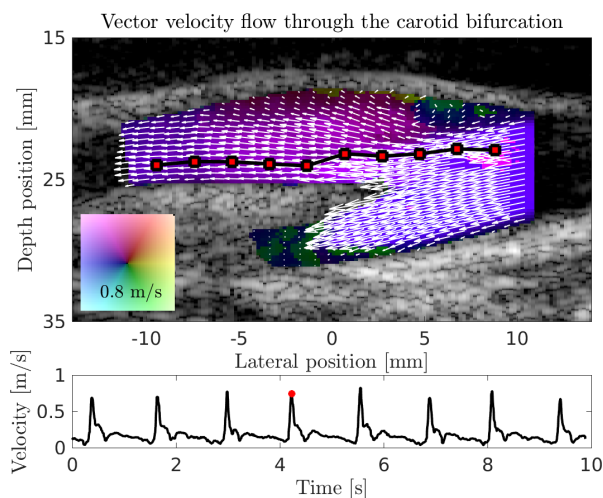 Vector velocity flow through the carotid bifurcation
Depth position [mm]
15
25
35
0.8 m/s
-10 -5 0 5 10
Lateral position [mm]
Velocity [m/s]
1
0.5
0
0 2 4 6 8 10
Time [s]